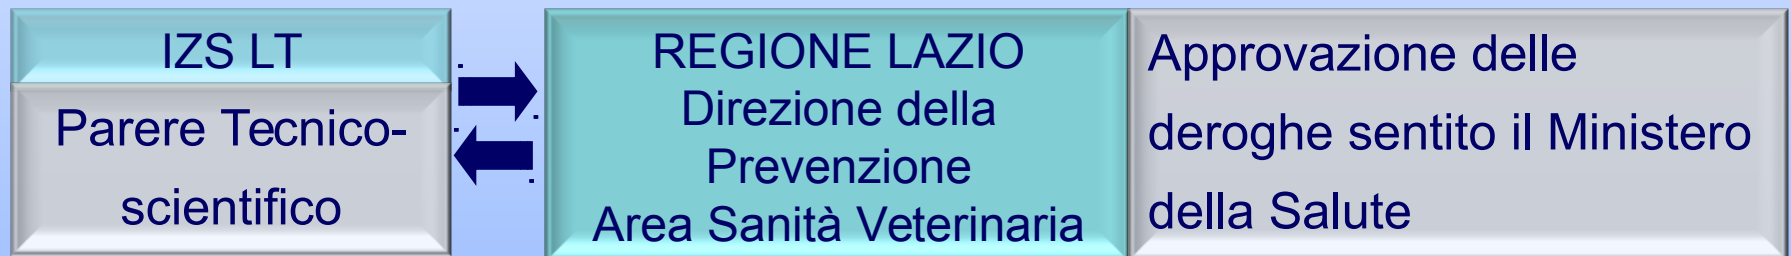 IZS LT
Parere Tecnico-
scientifico
REGIONE LAZIO
Direzione della
Prevenzione
Area Sanità Veterinaria
Approvazione delle
deroghe sentito il Ministero
della Salute